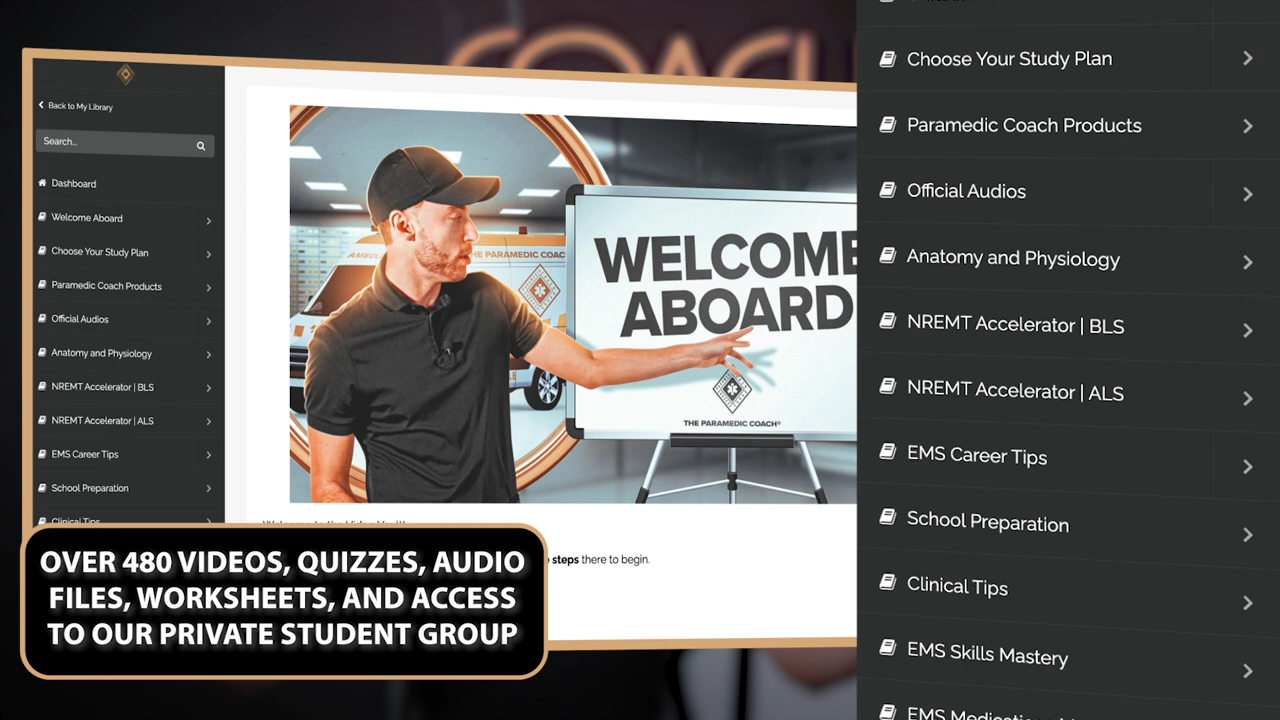 COACH
Back to My Library
Search...
Dashboard
Welcome Aboard
Choose Your Study Plan
Paramedic Coach Products
Official Audios
Anatomy and Physiology
NREMT Accelerator | BLS
NREMT Accelerator | ALS
EMS Career Tips
School Preparation
Clinical Tips
THE PARAMEDIC COAC
WELCOME
ABOARD
THE PARAMEDIC COACH®
steps there to begin.
OVER 480 VIDEOS, QUIZZES, AUDIO
FILES, WORKSHEETS, AND ACCESS
TO OUR PRIVATE STUDENT GROUP
Choose Your Study Plan
Paramedic Coach Products
Official Audios
Anatomy and Physiology
NREMT Accelerator | BLS
NREMT Accelerator | ALS
EMS Career Tips
School Preparation
Clinical Tips
EMS Skills Mastery